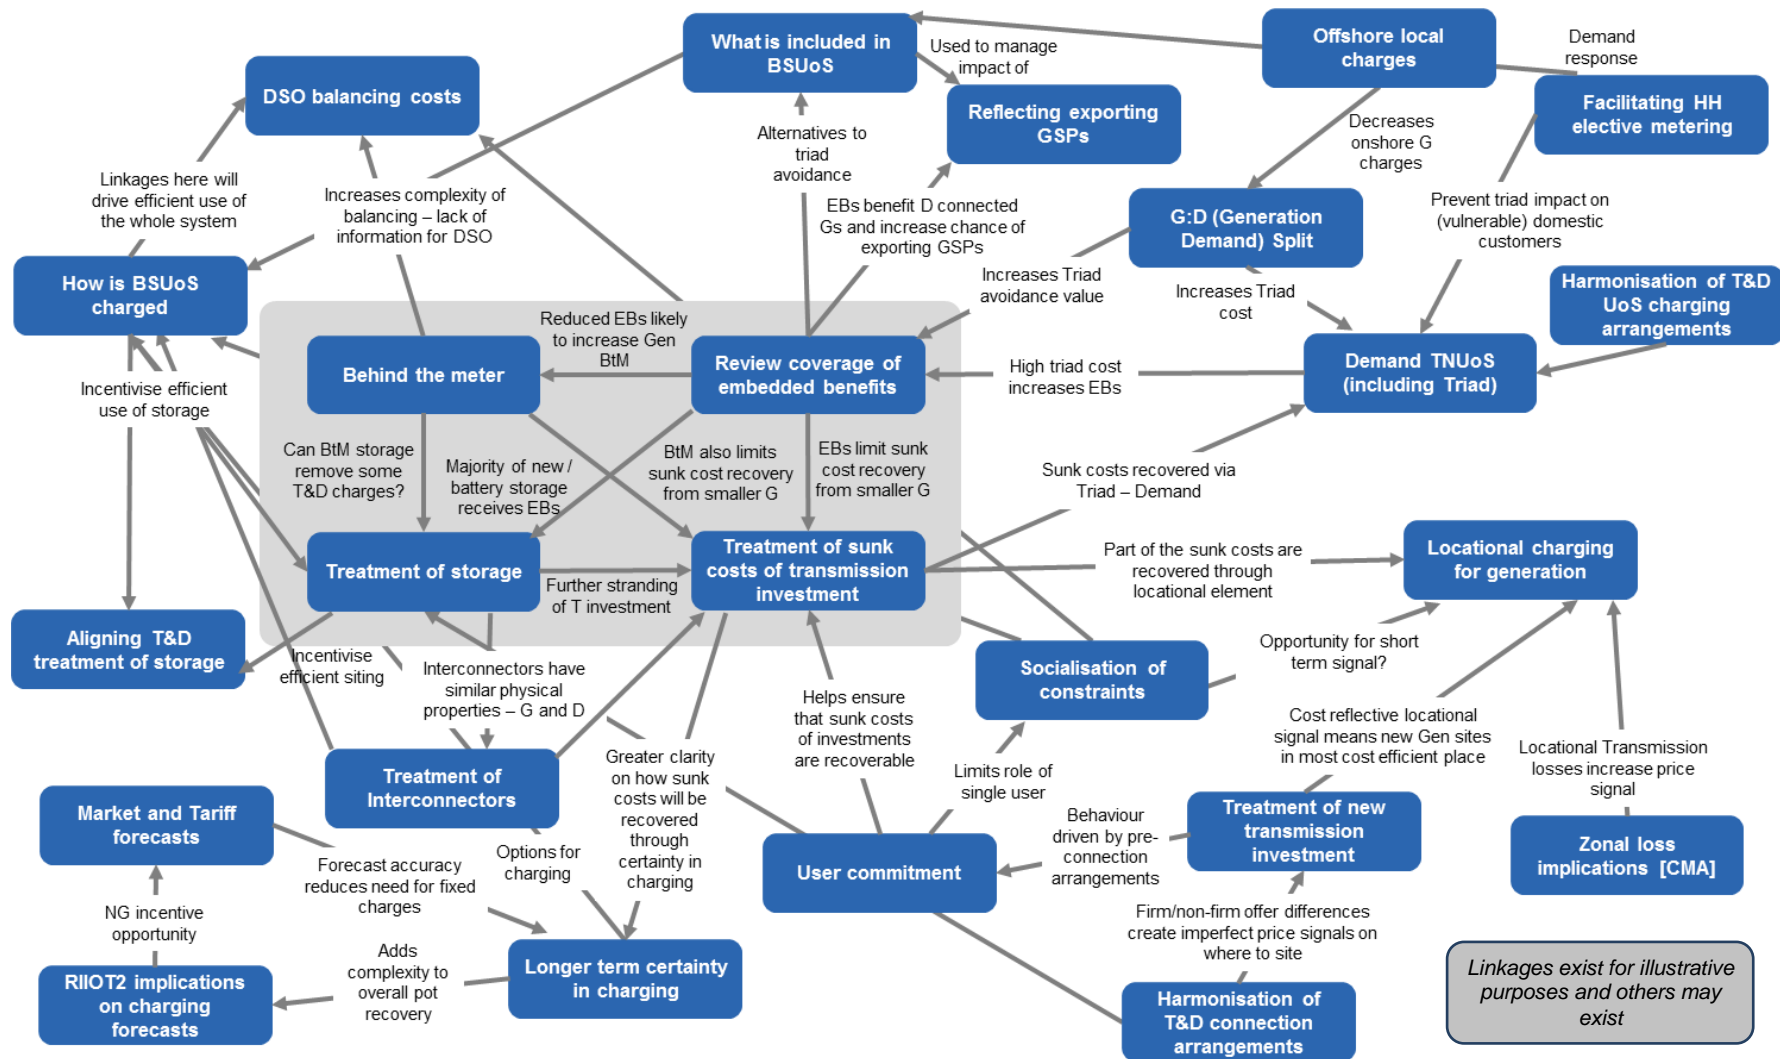 What is included in
BSUoS
Used to manage
impact of
Offshore local
charges
Demand
response
DSO balancing costs
Reflecting exporting
GSPs
Facilitating HH
elective metering
Alternatives to
triad
avoidance
Decreases
onshore G
charges
Linkages here will
drive efficient use of
the whole system
Increases complexity of
balancing – lack of
information for DSO
EBs benefit D connected
Gs and increase chance of
exporting GSPs
G:D (Generation
Demand) Split
Prevent triad impact on
(vulnerable) domestic
customers
How is BSUoS
charged
Increases Triad
avoidance value
Increases Triad
cost
Harmonisation of T&D
UoS charging
arrangements
Reduced EBs likely
to increase Gen
BtM
Behind the meter
Review coverage of
embedded benefits
High triad cost
increases EBs
Demand TNUoS
(including Triad)
Incentivise efficient
use of storage
Can BtM storage
remove some
T&D charges?
Majority of new /
battery storage
receives EBs
BtM also limits
sunk cost recovery
from smaller G
EBs limit sunk
cost recovery
from smaller G
Sunk costs recovered via
Triad – Demand
Treatment of storage
Further stranding
of T investment
Treatment of sunk
costs of transmission
investment
Part of the sunk costs are
recovered through
locational element
Locational charging
for generation
Aligning T&D
treatment of storage
Incentivise
efficient siting
Interconnectors have
similar physical
properties – G and D
Helps ensure
that sunk costs
of investments
are recoverable
Socialisation of
constraints
Opportunity for short
term signal?
Cost reflective locational
signal means new Gen sites
in most cost efficient place
Locational Transmission
losses increase price
signal
Treatment of
Interconnectors
Greater clarity
on how sunk
costs will be
recovered
through
certainty in
charging
Limits role of
single user
Market and Tariff
forecasts
Forecast accuracy
reduces need for fixed
charges
Options for
charging
User commitment
Behaviour
driven by pre-
connection
arrangements
Treatment of new
transmission
investment
Zonal loss
implications [CMA]
NG incentive
opportunity
Firm/non-firm offer differences
create imperfect price signals on
where to site
RIIOT2 implications
on charging
forecasts
Adds
complexity to
overall pot
recovery
Longer term certainty
in charging
Harmonisation of
T&D connection
arrangements
Linkages exist for illustrative
purposes and others may
exist